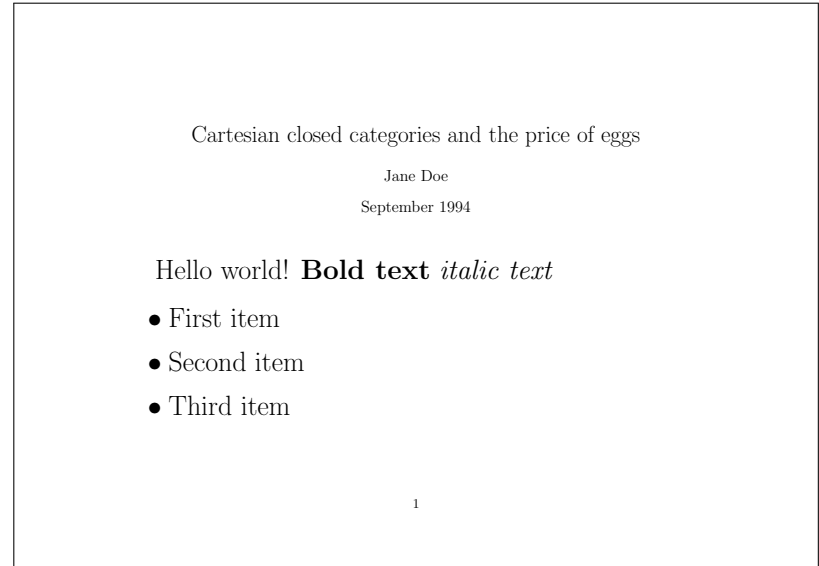 Cartesian closed categories and the price of eggs
Jane Doe
September 1994
Hello world! Bold text italic text
• First item
• Second item
• Third item
1